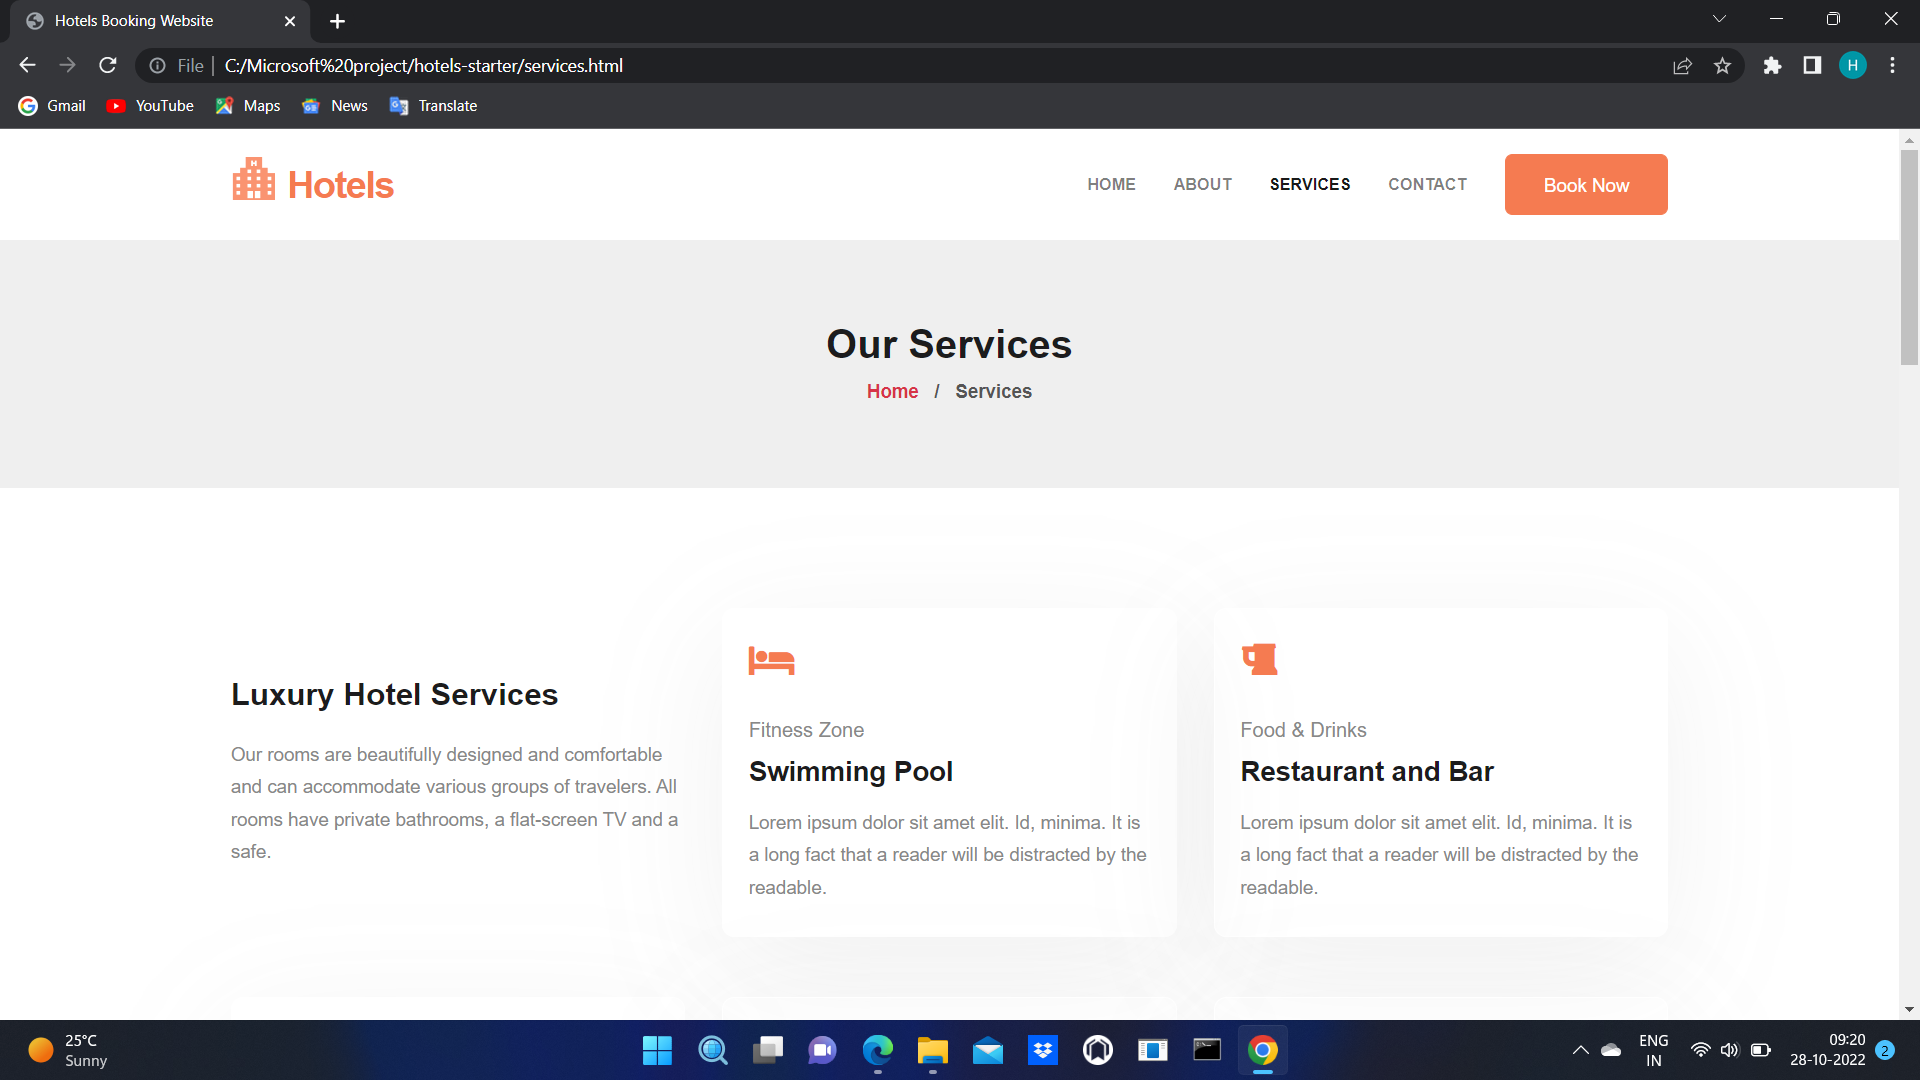 Hotels Booking Website
File
C:/Microsoft%20project/hotels-starter/services.html
H
Gmail
YouTube
Maps
News
Translate
H
Hotels
HOME
ABOUT
SERVICES
CONTACT
Book Now
Our Services
Home / Services
Luxury Hotel Services
Our rooms are beautifully designed and comfortable
and can accommodate various groups of travelers. All
rooms have private bathrooms, a flat-screen TV and a
safe.
Fitness Zone
Swimming Pool
Lorem ipsum dolor sit amet elit. Id, minima. It is
a long fact that a reader will be distracted by the
readable.
Food & Drinks
Restaurant and Bar
Lorem ipsum dolor sit amet elit. Id, minima. It is
a long fact that a reader will be distracted by the
readable.
25°C
Sunny
ENG
IN
09:20
28-10-2022
2